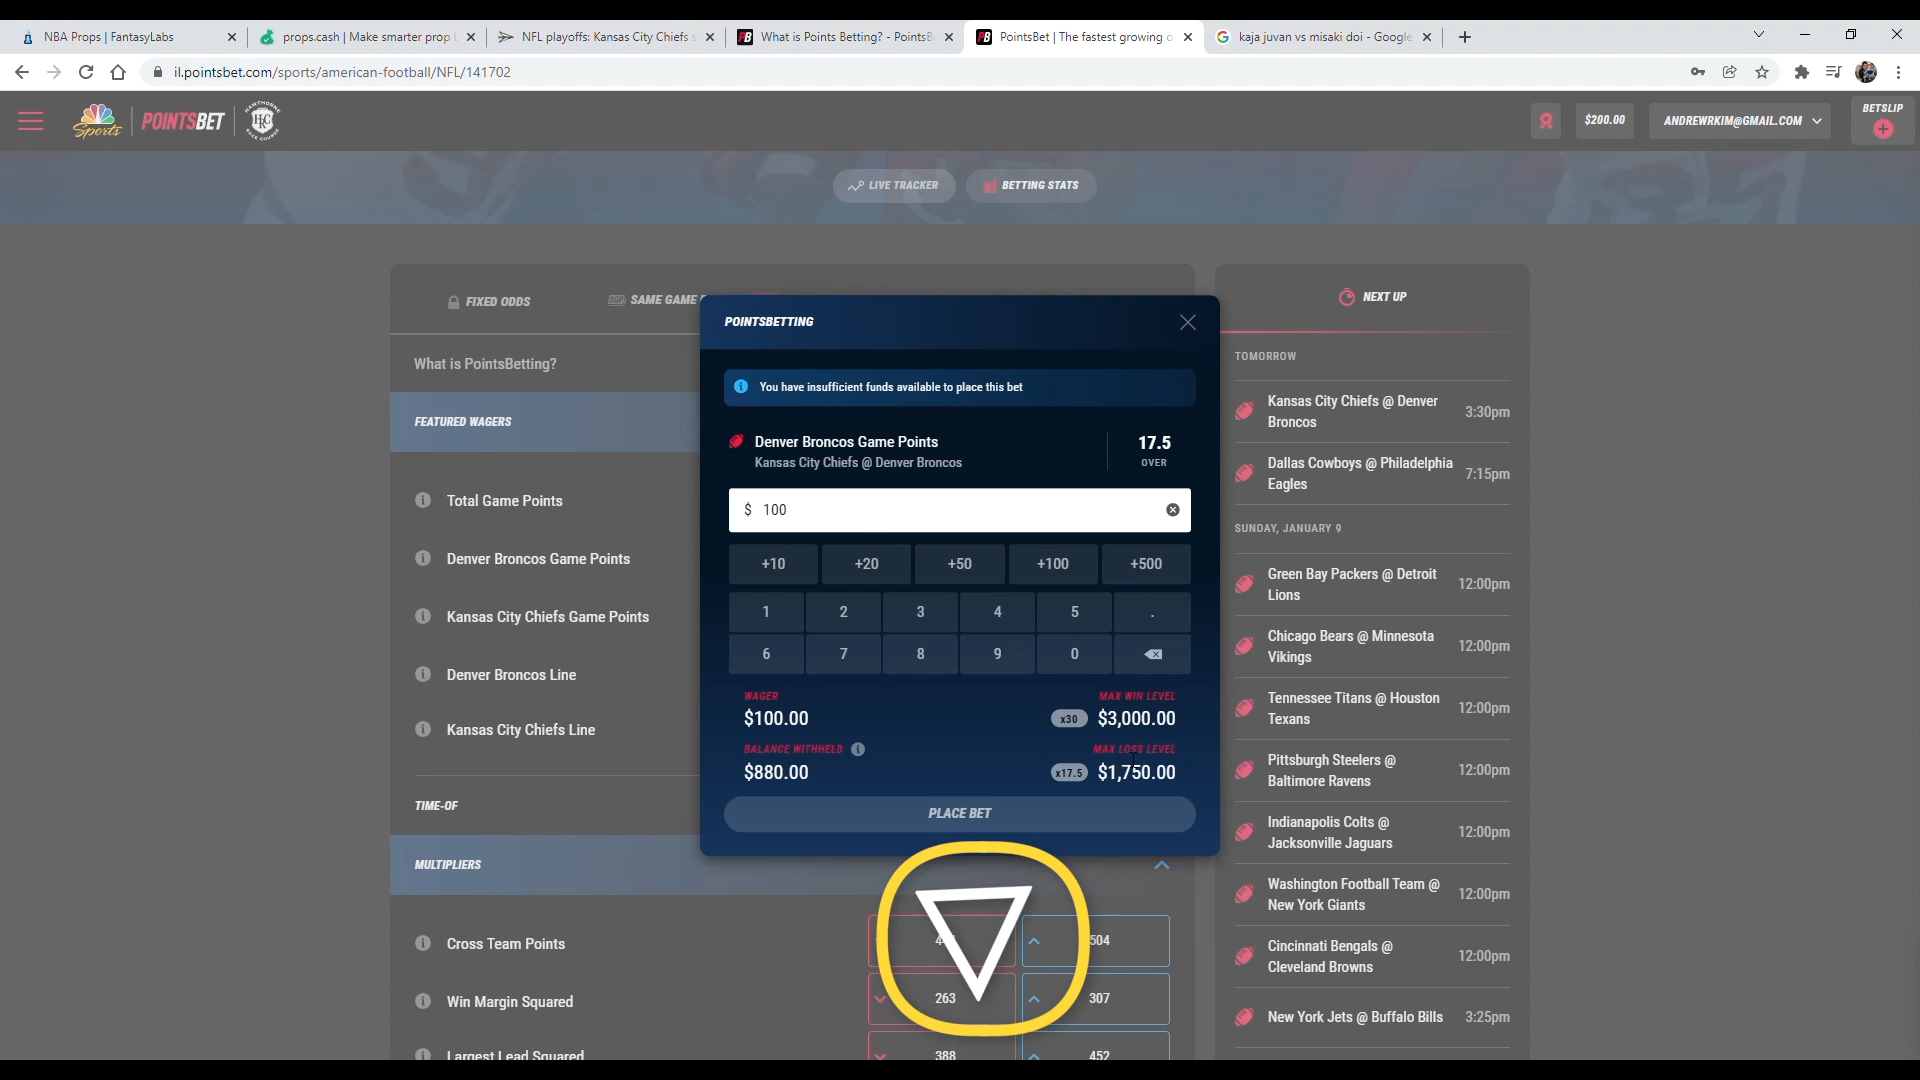 NBA Props | FantasyLabs
props.cash | Make smarter prop b
NFL playoffs: Kansas City Chiefs s
What is Points Betting? - PointsBe
PointsBet | The fastest growing o
kaja juvan vs misaki doi - Google
il.pointsbet.com/sports/american-football/NFL/141702
Sports
POINTSBET
HAWTHORNE
HRC
RACE COURSE
$200.00
ANDREWRKIM@GMAIL.COM
BETSLIP
LIVE TRACKER
BETTING STATS
FIXED ODDS
SGP SAME GAME P
What is PointsBetting?
FEATURED WAGERS
Total Game Points
Denver Broncos Game Points
Kansas City Chiefs Game Points
Denver Broncos Line
Kansas City Chiefs Line
TIME-OF
MULTIPLIERS
Cross Team Points
504
Win Margin Squared
263
307
Largest Lead Squared
388
452
POINTSBETTING
You have insufficient funds available to place this bet
Denver Broncos Game Points
Kansas City Chiefs @ Denver Broncos
17.5
OVER
$ 100
+10 +20 +50 +100 +500
1 2 3 4 5 .
6 7 8 9 0
WAGER
$100.00
MAX WIN LEVEL
x30 $3,000.00
BALANCE WITHHELD
$880.00
MAX LOSS LEVEL
x17.5 $1,750.00
PLACE BET
NEXT UP
TOMORROW
Kansas City Chiefs @ Denver
Broncos
3:30pm
Dallas Cowboys @ Philadelphia
Eagles
7:15pm
SUNDAY, JANUARY 9
Green Bay Packers @ Detroit
Lions
12:00pm
Chicago Bears @ Minnesota
Vikings
12:00pm
Tennessee Titans @ Houston
Texans
12:00pm
Pittsburgh Steelers @
Baltimore Ravens
12:00pm
Indianapolis Colts @
Jacksonville Jaguars
12:00pm
Washington Football Team @
New York Giants
12:00pm
Cincinnati Bengals @
Cleveland Browns
12:00pm
New York Jets @ Buffalo Bills
3:25pm